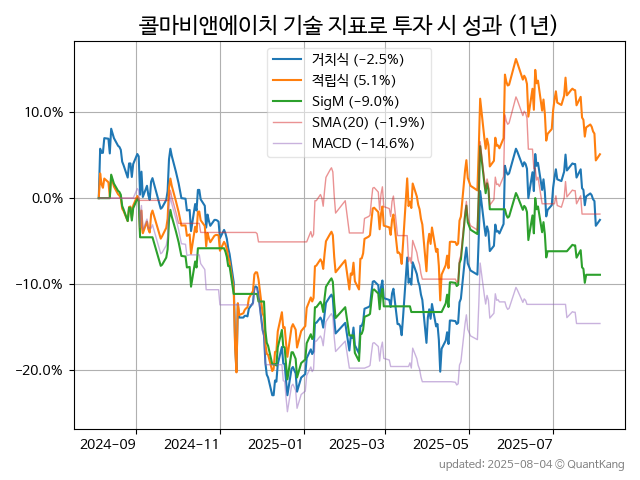 콜마비앤에이치 기술 지표로 투자 시 성과 (1년)
거치식 (−2.5%)
적립식 (5.1%)
SigM (−9.0%)
SMA(20) (−1.9%)
MACD (−14.6%)
10.0%
0.0%
−10.0%
−20.0%
2024-09 2024-11 2025-01 2025-03 2025-05 2025-07
updated: 2025-08-04 © QuantKang